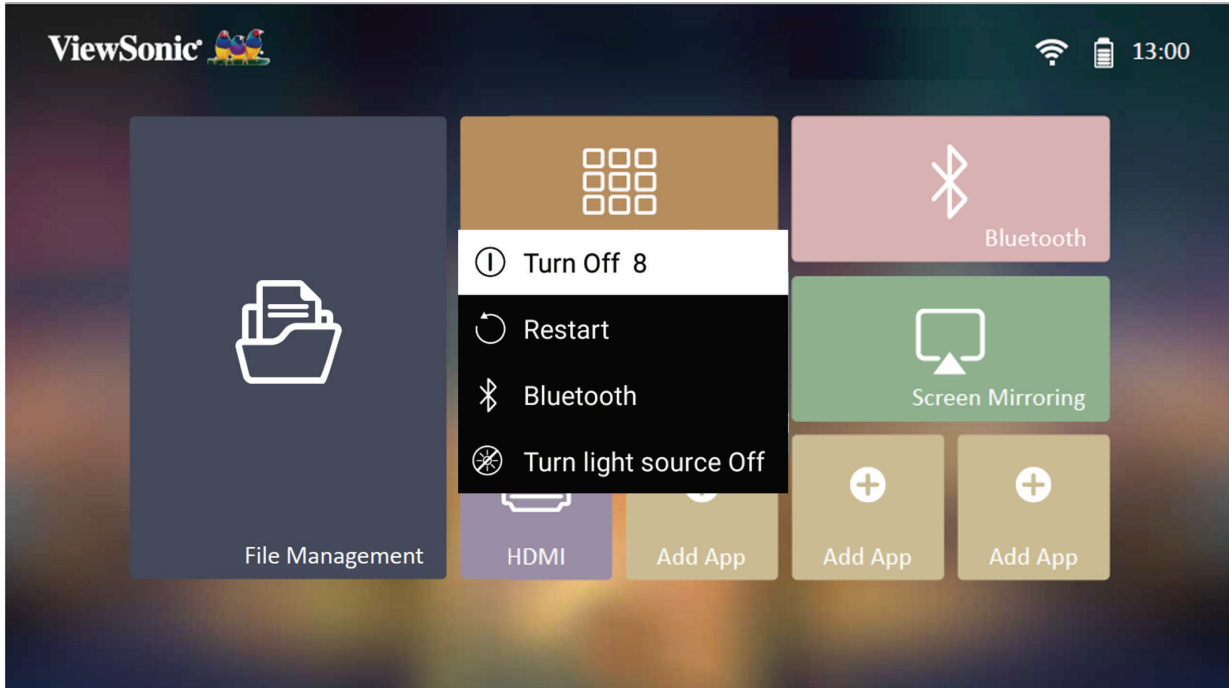 ViewSonic®
13:00
Bluetooth
Turn Off 8
Restart
Bluetooth
Turn light source Off
Screen Mirroring
File Management
HDMI
Add App
Add App
Add App